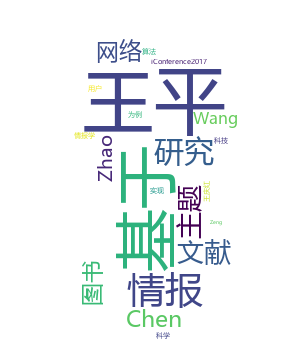 网络
算法
iConference2017
王平
用户
为例
Wang
情报学
Zhao
研究
科技
基于
实现
主题
文献
图书
情报
Zeng
Chen
科学